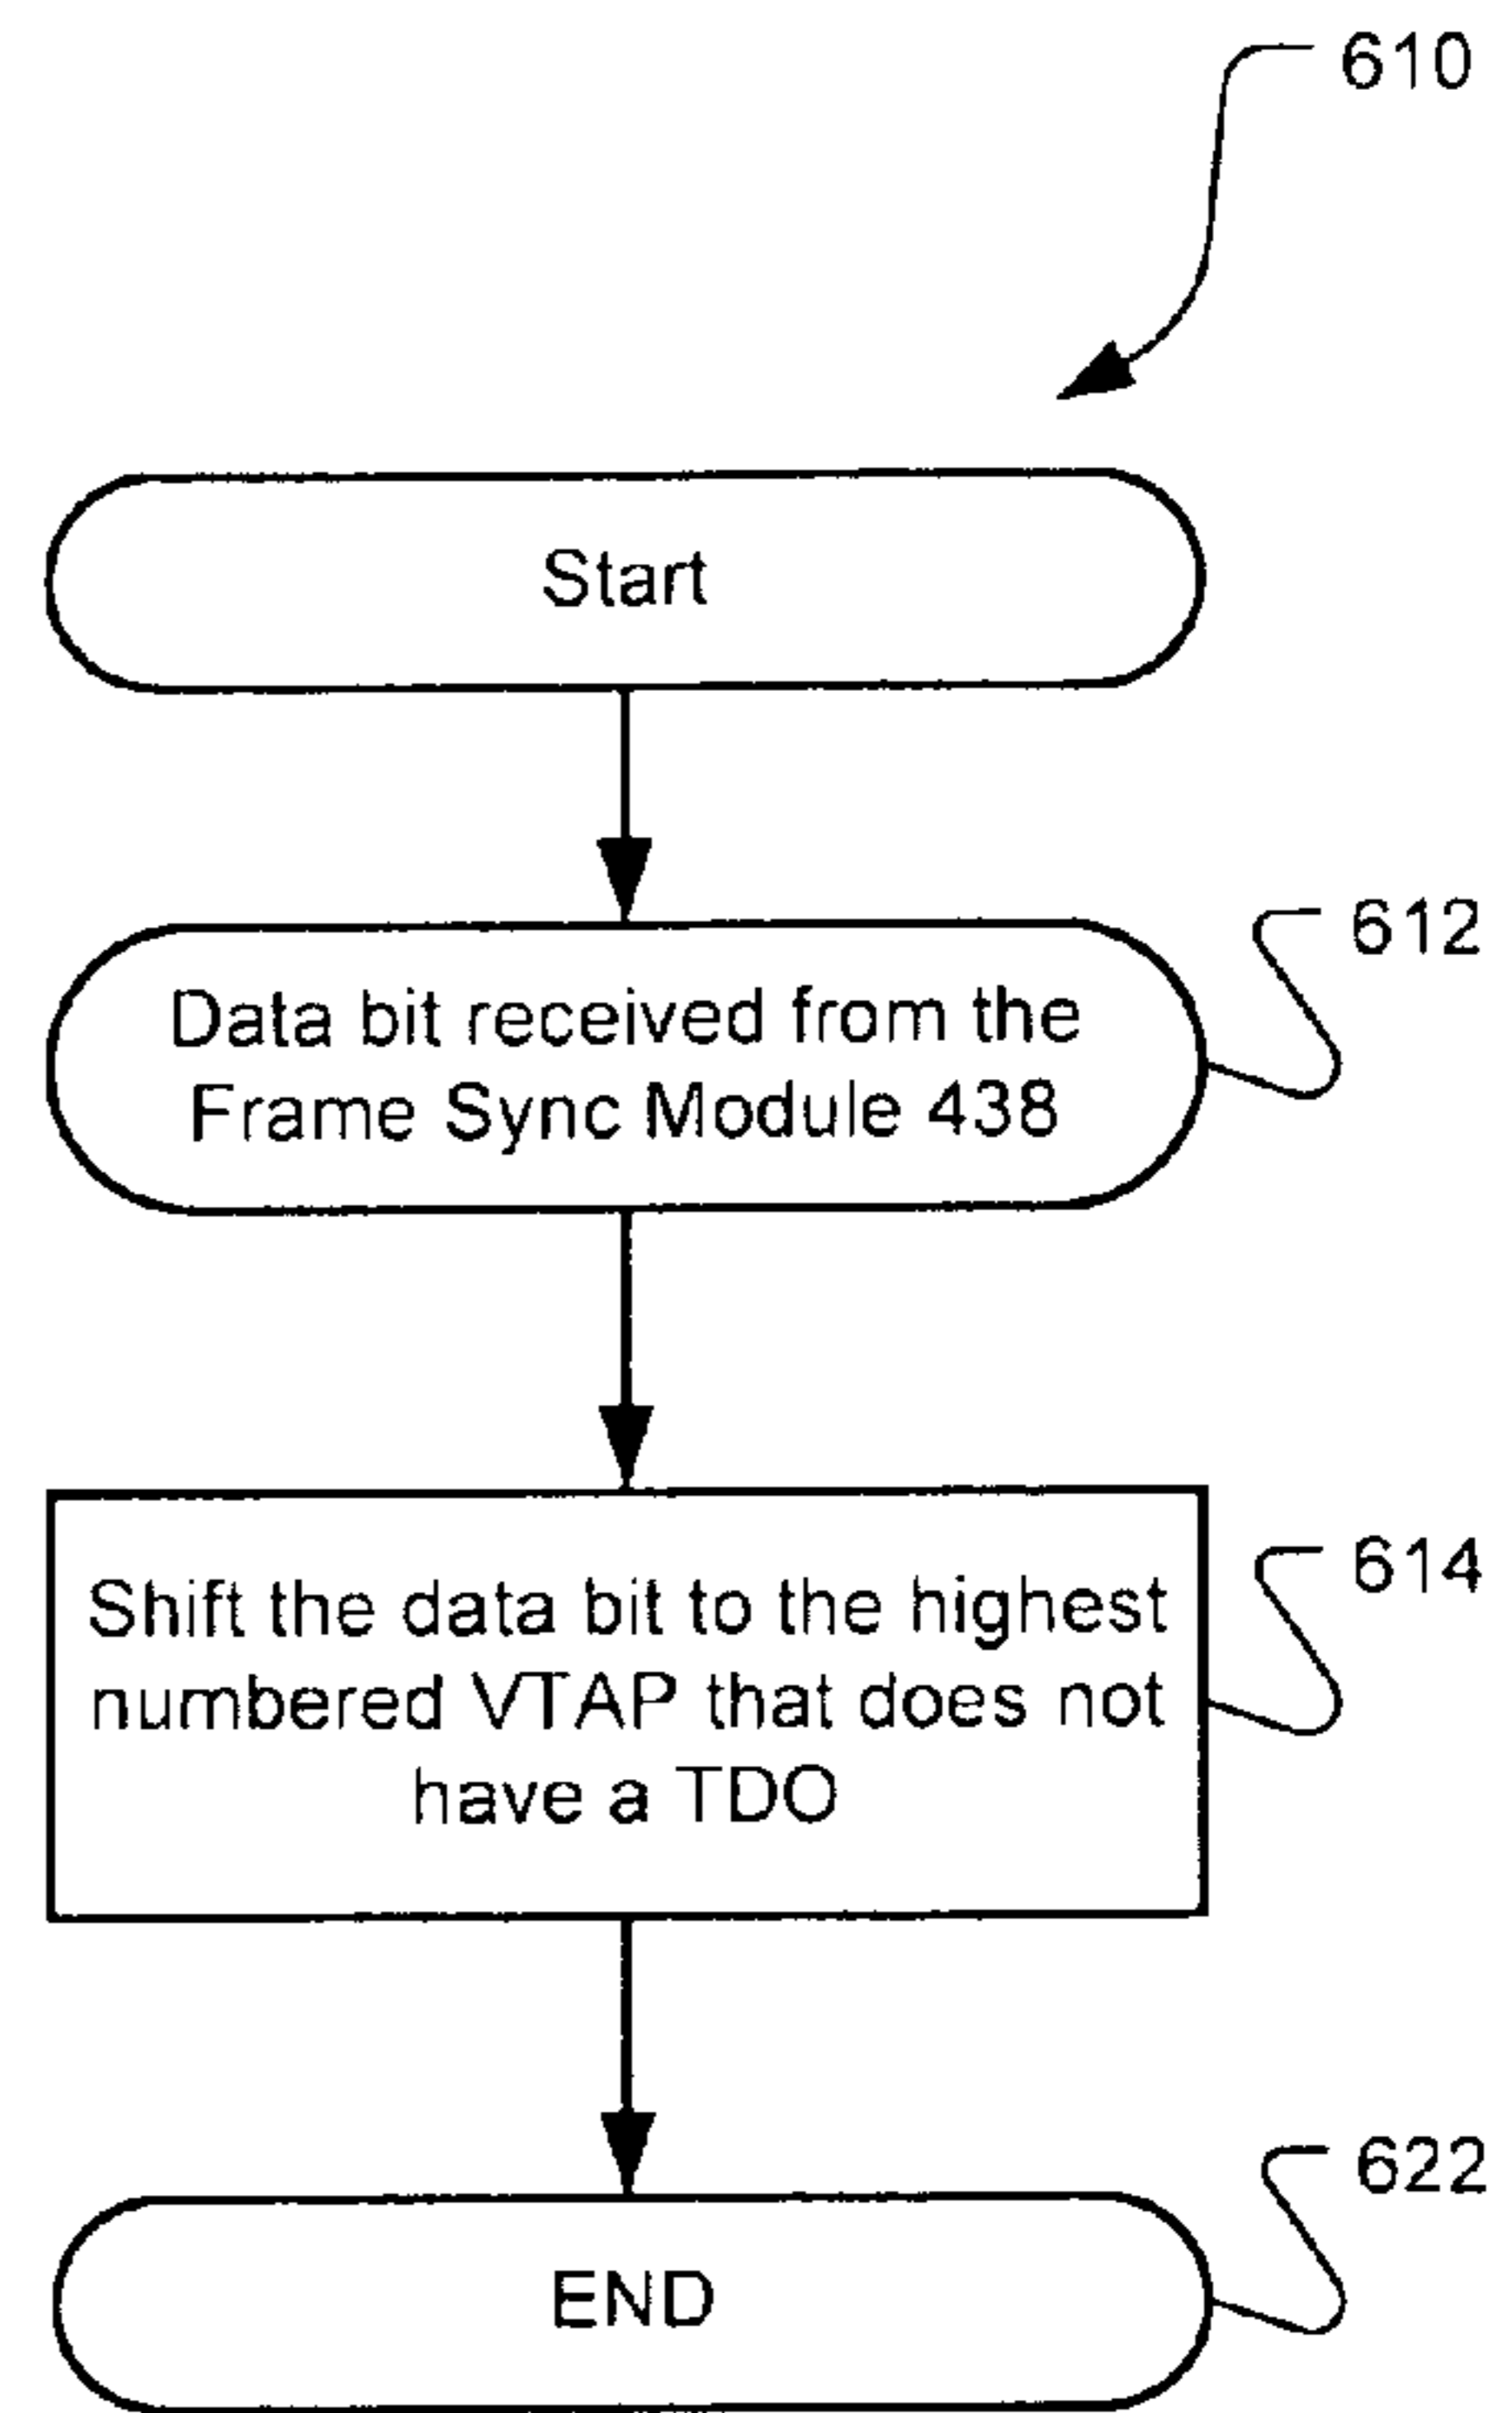 610
Start
612
Data bit received from the
Frame Sync Module 438
614
Shift the data bit to the highest
numbered VTAP that does not
have a TDO
622
END